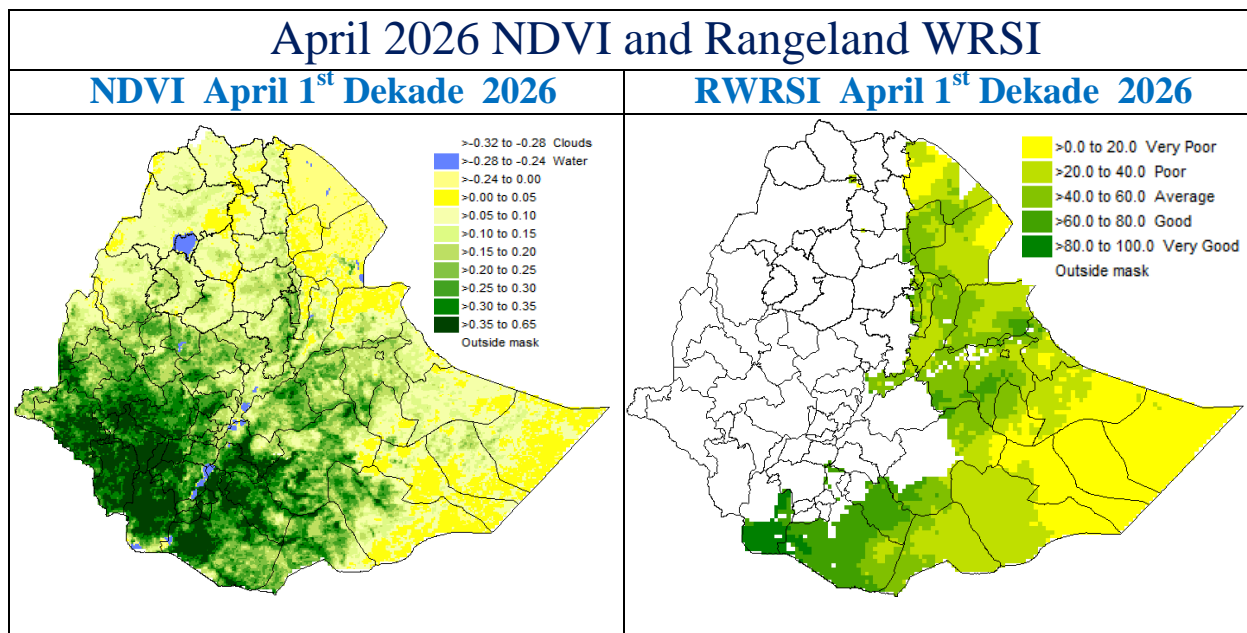 April 2026 NDVI and Rangeland WRSI
NDVI April 1st Dekade 2026
RWRSI April 1st Dekade 2026
>-0.32 to -0.28 Clouds
>-0.28 to -0.24 Water
>-0.24 to 0.00
>0.00 to 0.05
>0.05 to 0.10
>0.10 to 0.15
>0.15 to 0.20
>0.20 to 0.25
>0.25 to 0.30
>0.30 to 0.35
>0.35 to 0.65
Outside mask
>0.0 to 20.0 Very Poor
>20.0 to 40.0 Poor
>40.0 to 60.0 Average
>60.0 to 80.0 Good
>80.0 to 100.0 Very Good
Outside mask